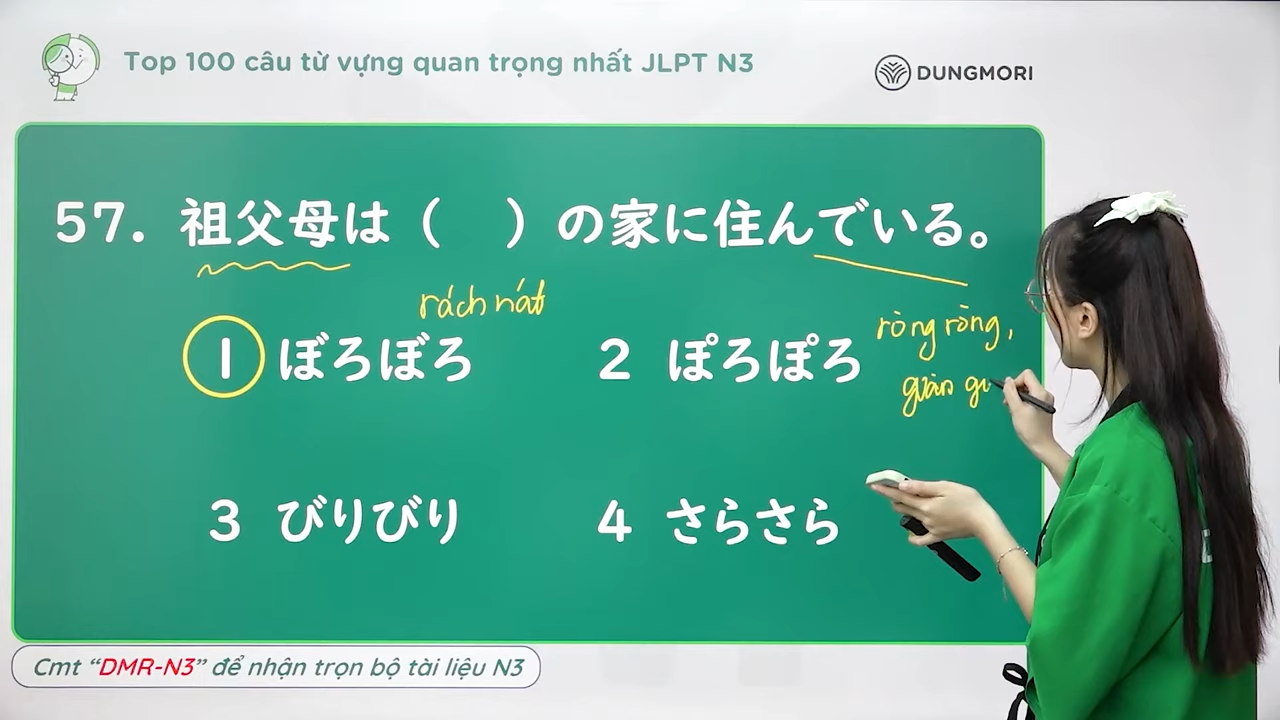 Top 100 câu từ vựng quan trọng nhất JLPT N3
DUNGMORI
57. 祖父母は( )の家に住んでいる。
rách nát
1 ぼろぼろ
2 ぽろぽろ
ròng ròng,
giàn gi
3 びりびり
4 さらさら
Cmt “DMR-N3” để nhận trọn bộ tài liệu N3